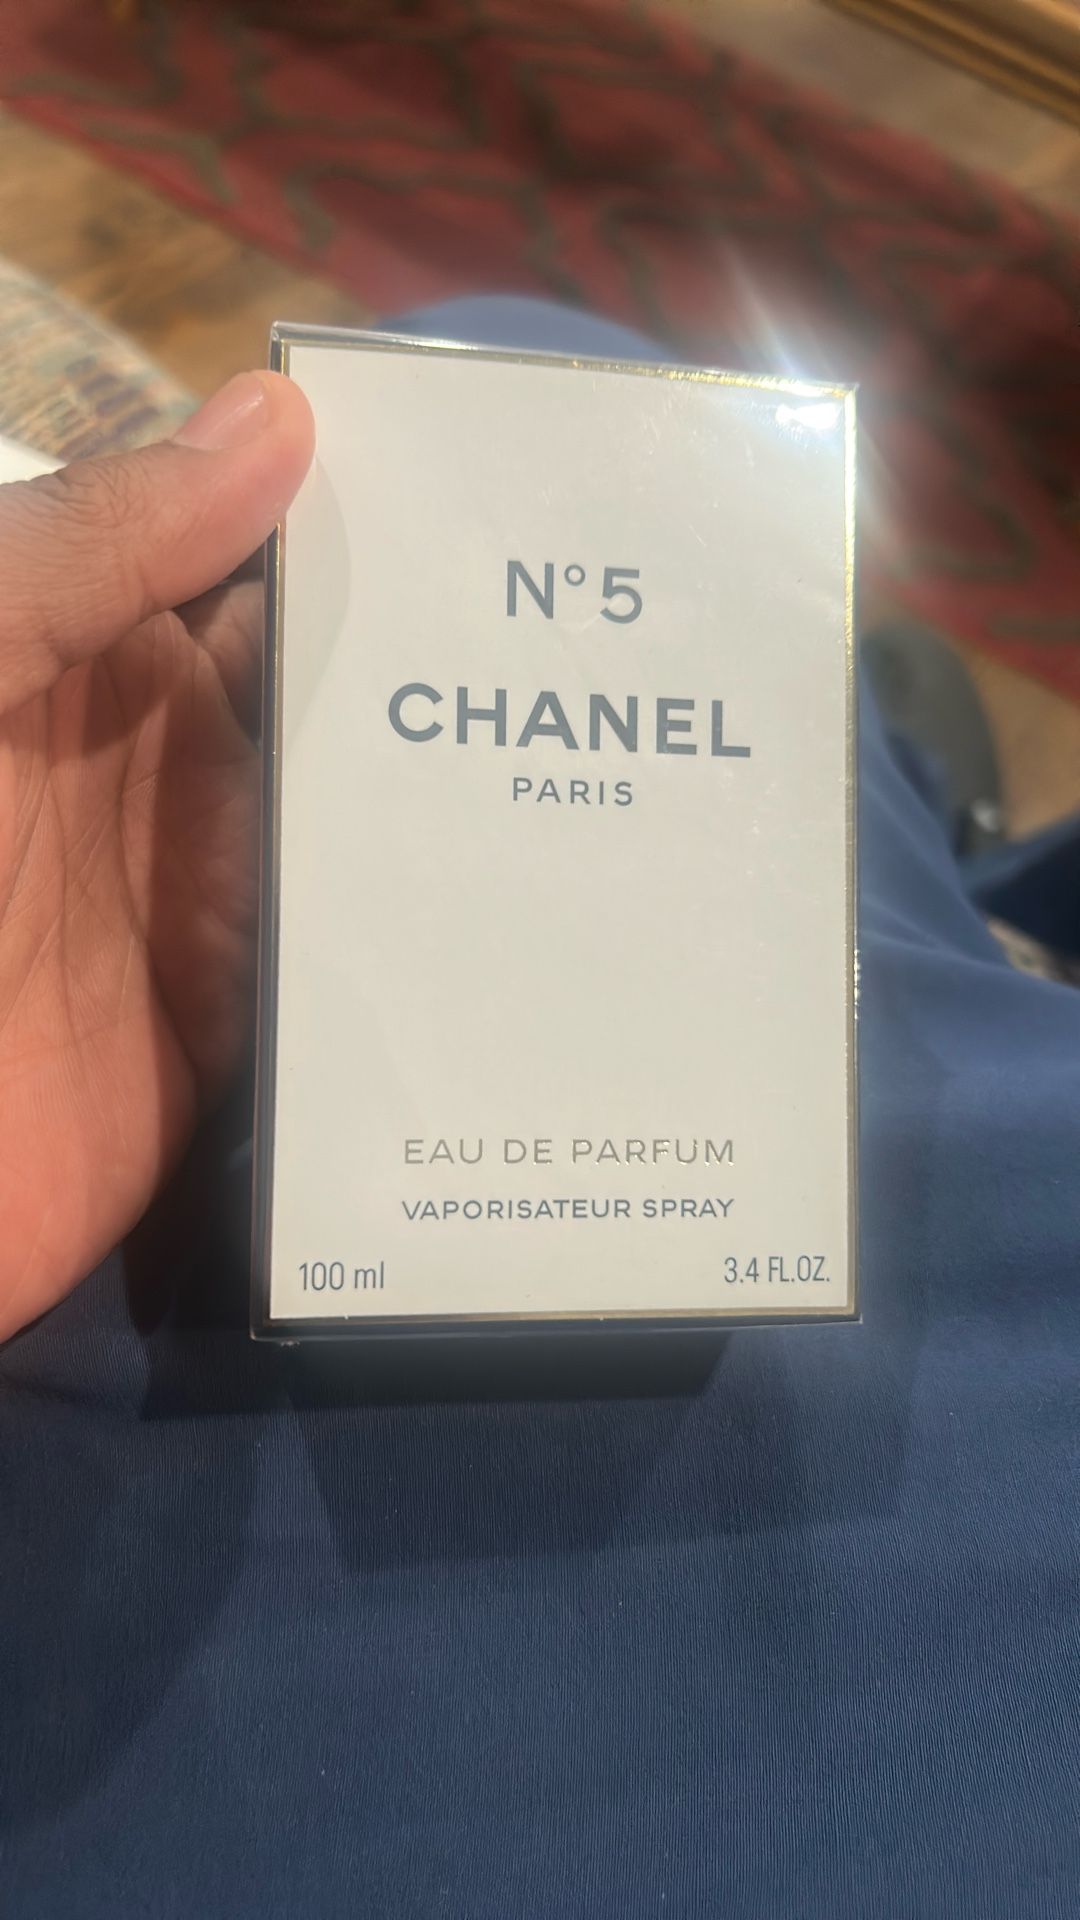 N°5
CHANEL
PARIS
EAU DE PARFUM
VAPORISATEUR SPRAY
100 ml 3.4 FL.OZ.